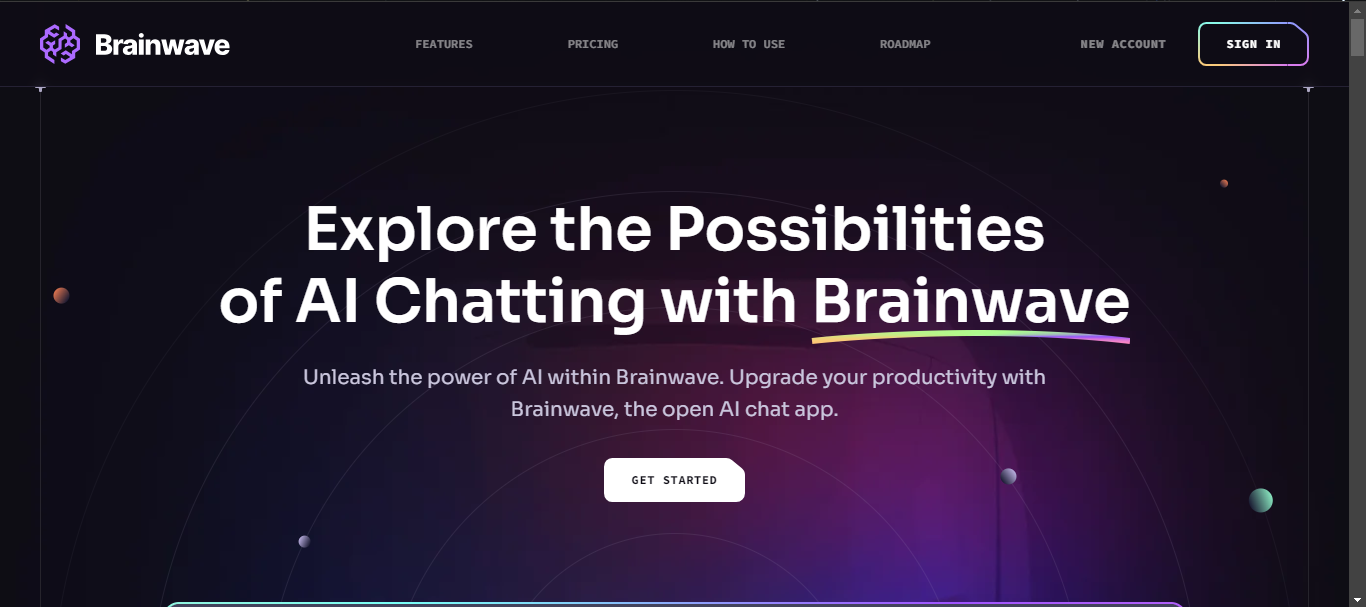 Brainwave
FEATURES
PRICING
HOW TO USE
ROADMAP
NEW ACCOUNT
SIGN IN
Explore the Possibilities
of AI Chatting with Brainwave
Unleash the power of AI within Brainwave. Upgrade your productivity with
Brainwave, the open AI chat app.
GET STARTED